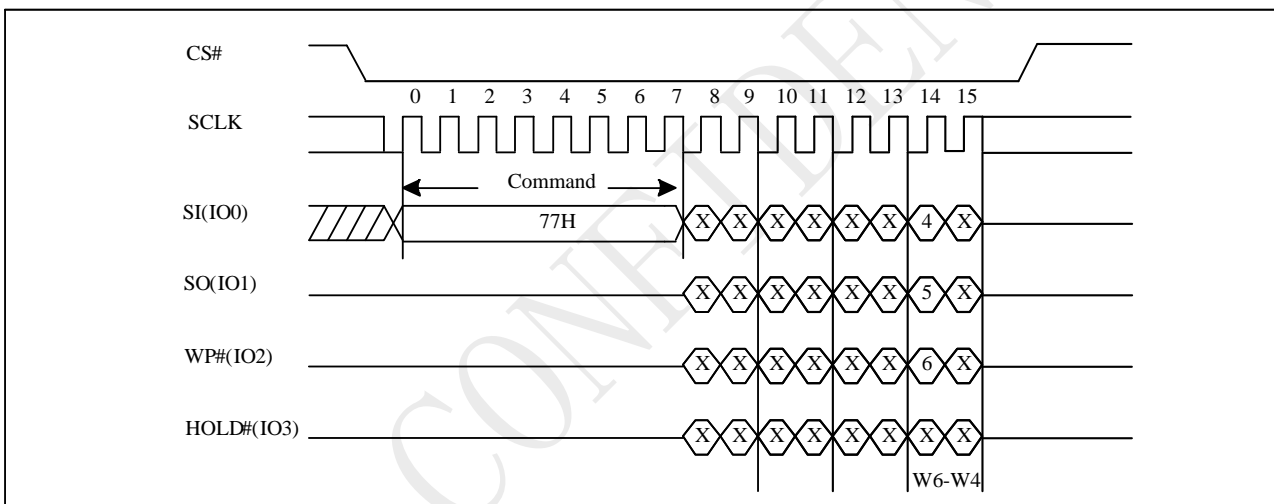 CS#
0 1 2 3 4 5 6 7 8 9 10 11 12 13 14 15
SCLK
Command
SI(IO0) 77H X X X X X X 4 X
SO(IO1) X X X X X X 5 X
WP#(IO2) X X X X X X 6 X
HOLD#(IO3) X X X X X X X X
W6-W4
CONFIDEN